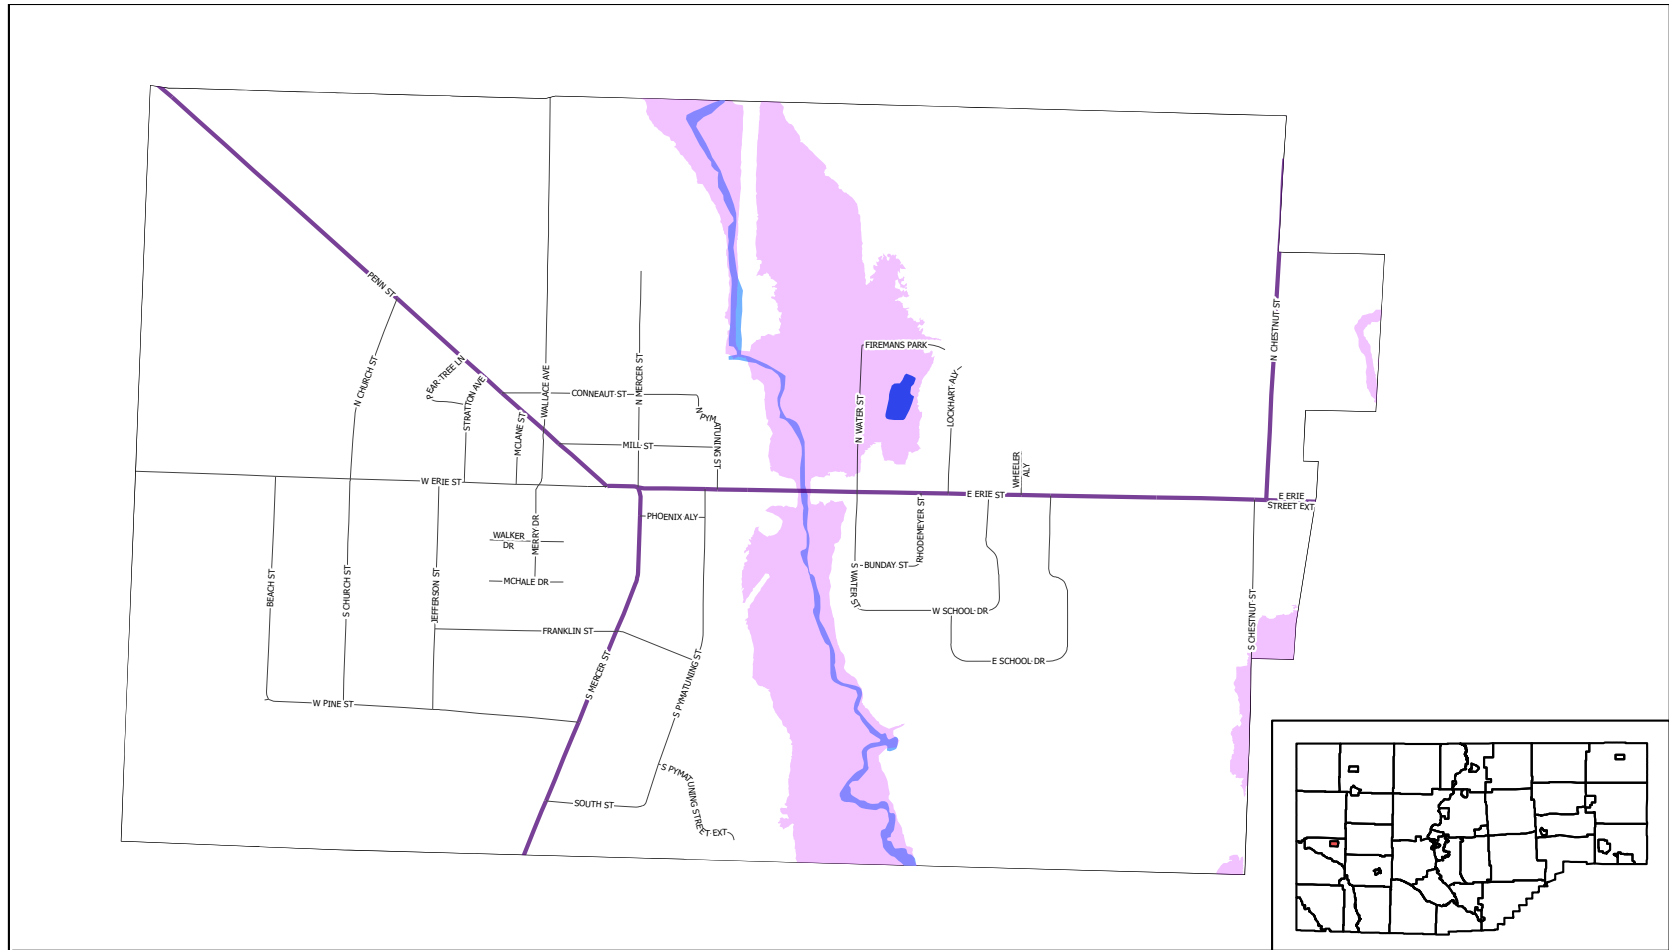 PENN ST
N CHURCH ST
PEAR TREE LN
STRATTON AVE
MCLANE ST
WALLACE AVE
CONNEAUT ST
N MERCER ST
N PYMATUNING ST
MILL ST
FIREMANS PARK
N WATER ST
LOCKHART ALY
WHEELER
ALY
N CHESTNUT ST
W ERIE ST
E ERIE ST
E ERIE
STREET EXT
PHOENIX ALY
WALKER
DR
MERRY DR
MCHALE DR
BEACH ST
S CHURCH ST
JEFFERSON ST
FRANKLIN ST
RHODEMEYER ST
BUNDAY ST
S WATER ST
W SCHOOL DR
E SCHOOL DR
S CHESTNUT ST
S MERCER ST
S PYMATUNING ST
W PINE ST
S PYMATUNING STREET EXT
SOUTH ST